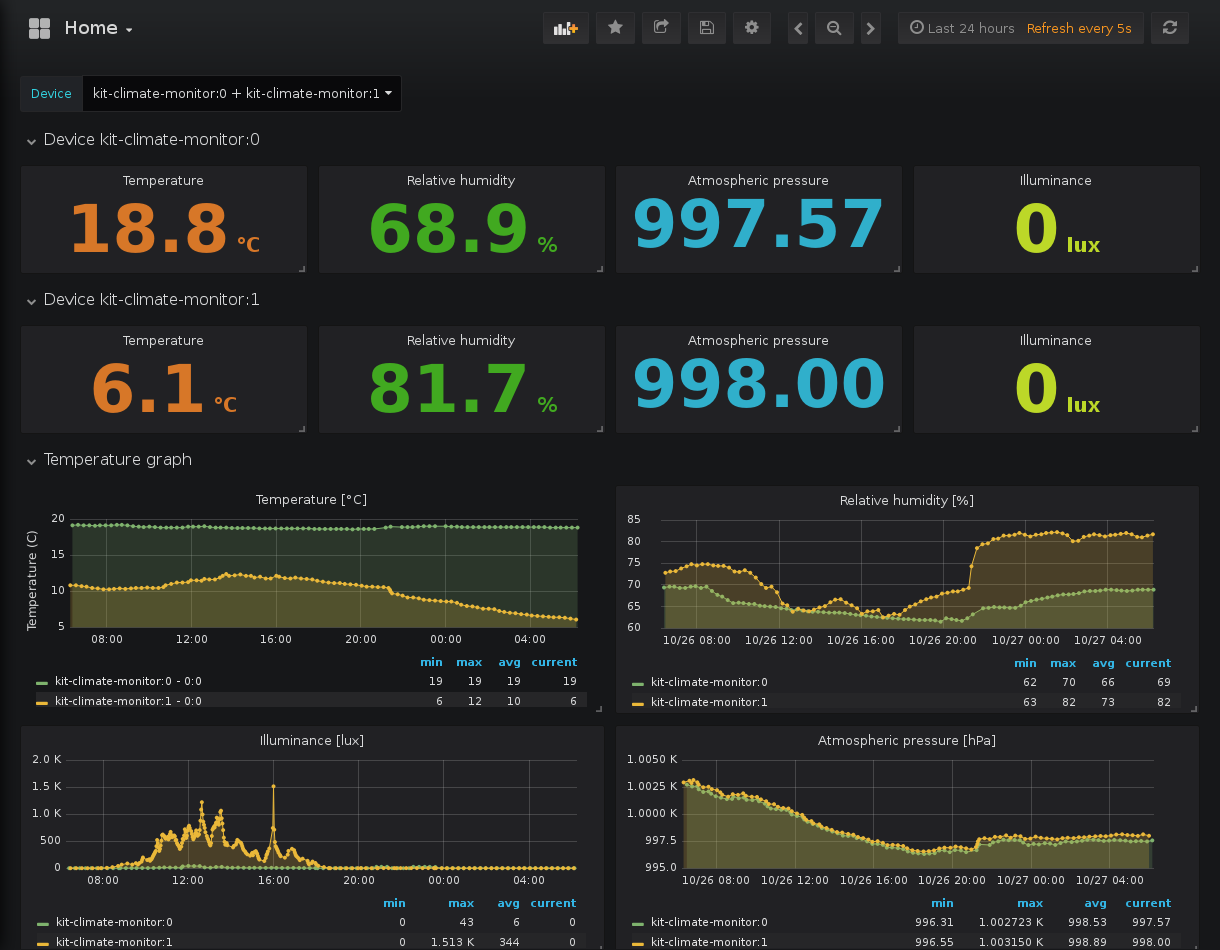 Home
Last 24 hours Refresh every 5s
Device kit-climate-monitor:0 + kit-climate-monitor:1
Device kit-climate-monitor:0
Temperature Relative humidity Atmospheric pressure Illuminance
18.8 °C 68.9 % 997.57 0 lux
Device kit-climate-monitor:1
Temperature Relative humidity Atmospheric pressure Illuminance
6.1 °C 81.7 % 998.00 0 lux
Temperature graph
Temperature [°C]
Temperature (C)
20
15
10
5
08:00 12:00 16:00 20:00 00:00 04:00
min max avg current
kit-climate-monitor:0 - 0:0 19 19 19 19
kit-climate-monitor:1 - 0:0 6 12 10 6
Relative humidity [%]
85
80
75
70
65
60
10/26 08:00 10/26 12:00 10/26 16:00 10/26 20:00 10/27 00:00 10/27 04:00
min max avg current
kit-climate-monitor:0 62 70 66 69
kit-climate-monitor:1 63 82 73 82
Illuminance [lux]
2.0 K
1.5 K
1.0 K
500
0
08:00 12:00 16:00 20:00 00:00 04:00
min max avg current
kit-climate-monitor:0 0 43 6 0
kit-climate-monitor:1 0 1.513 K 344 0
Atmospheric pressure [hPa]
1.0050 K
1.0025 K
1.0000 K
997.5
995.0
10/26 08:00 10/26 12:00 10/26 16:00 10/26 20:00 10/27 00:00 10/27 04:00
min max avg current
kit-climate-monitor:0 996.31 1.002723 K 998.53 997.57
kit-climate-monitor:1 996.55 1.003150 K 998.89 998.00